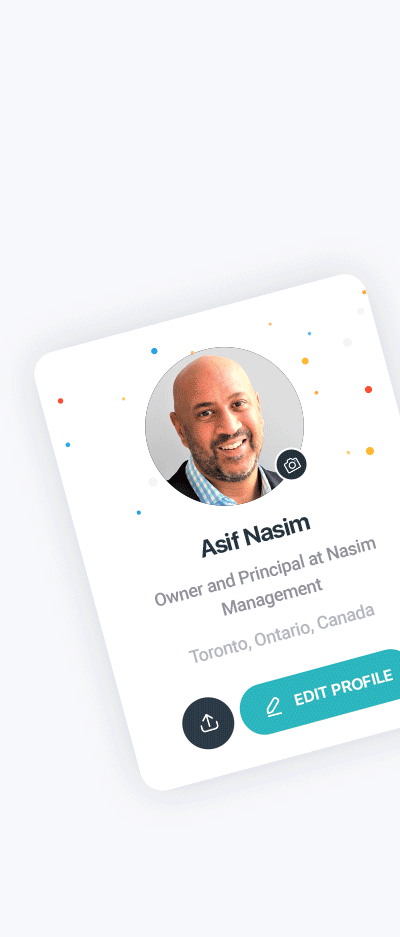 Asif Nasim
Owner and Principal at Nasim
Management
Toronto, Ontario, Canada
EDIT PROFILE